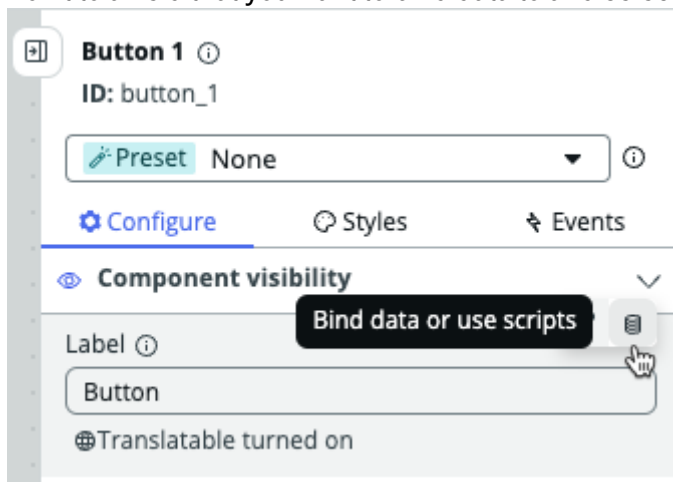 Button 1
ID: button_1
Preset None
Configure Styles Events
Component visibility
Bind data or use scripts
Label
Button
Translatable turned on